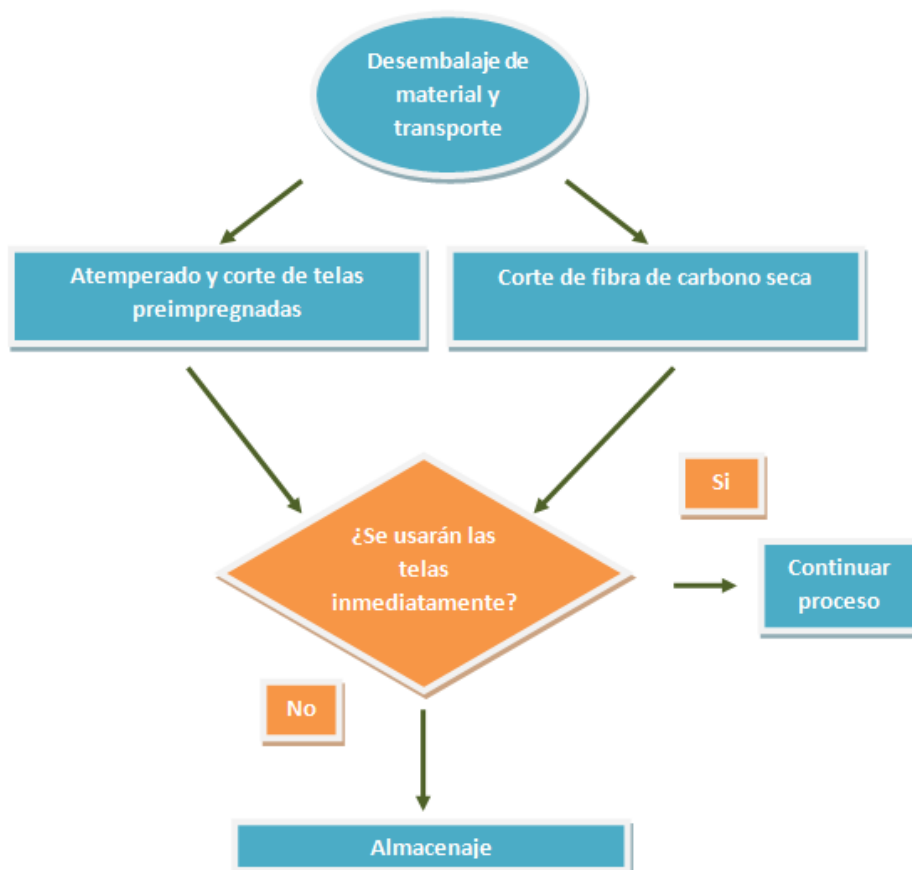 Desembalaje de
material y
transporte
Atemperado y corte de telas
preimpregnadas
Corte de fibra de carbono seca
¿Se usarán las
telas
inmediatamente?
Si
Continuar
proceso
No
Almacenaje